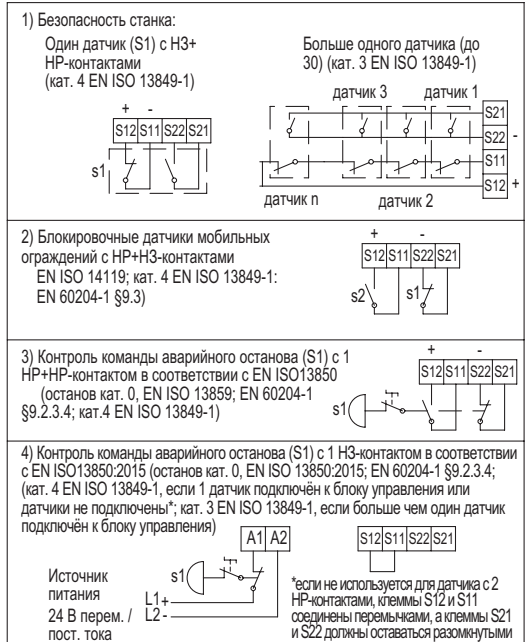 1) Безопасность станка:
Один датчик (S1) с НЗ+
НР-контактами
(кат. 4 EN ISO 13849-1)
+ -
S12 S11 S22 S21
s1
Больше одного датчика (до
30) (кат. 3 EN ISO 13849-1)
датчик 3 датчик 1
S21
S22 -
S11
S12 +
датчик n датчик 2
2) Блокировочные датчики мобильных
ограждений с НР+НЗ-контактами
EN ISO 14119; кат. 4 EN ISO 13849-1:
EN 60204-1 §9.3)
+ -
S12 S11 S22 S21
s2 s1
3) Контроль команды аварийного останова (S1) с 1
НР+НР-контактом в соответствии с EN ISO13850
(останов кат. 0, EN ISO 13859; EN 60204-1
§9.2.3.4; кат.4 EN ISO 13849-1)
+ -
S12 S11 S22 S21
s1
4) Контроль команды аварийного останова (S1) с 1 НЗ-контактом в соответствии
с EN ISO13850:2015 (останов кат. 0, EN ISO 13850:2015; EN 60204-1 §9.2.3.4;
(кат. 4 EN ISO 13849-1, если 1 датчик подключён к блоку управления или
датчики не подключены*; кат. 3 EN ISO 13849-1, если больше чем один датчик
подключён к блоку управления)
A1 A2
s1
Источник
питания
24 В перем. /
пост. тока
L1 +
L2 -
S12 S11 S22 S21
*если не используется для датчика с 2
НР-контактами, клеммы S12 и S11
соединены перемычками, а клеммы S21
и S22 должны оставаться разомкнутыми